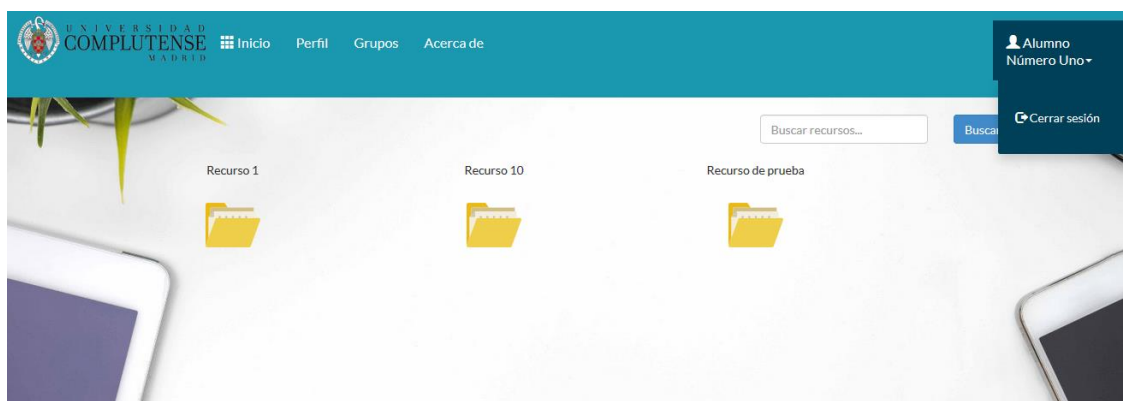 UNIVERSIDAD
COMPLUTENSE
MADRID
Inicio Perfil Grupos Acerca de
Alumno
Número Uno
Cerrar sesión
Buscar recursos...
Recurso 1 Recurso 10 Recurso de prueba